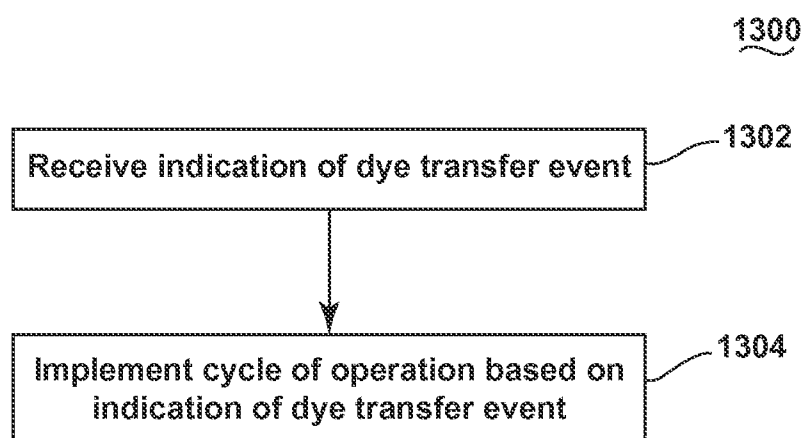 1300
Receive indication of dye transfer event
1302
Implement cycle of operation based on
indication of dye transfer event
1304